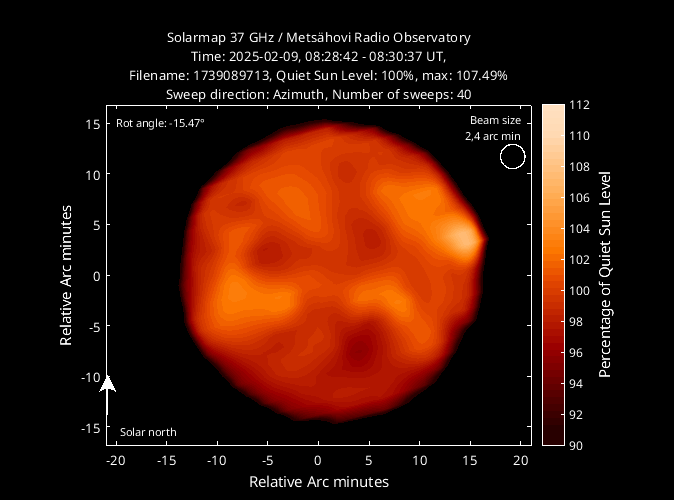 Solarmap 37 GHz / Metsähovi Radio Observatory
Time: 2025-02-09, 08:28:42 - 08:30:37 UT,
Filename: 1739089713, Quiet Sun Level: 100%, max: 107.49%
Sweep direction: Azimuth, Number of sweeps: 40
Rot angle: -15.47°
Beam size
2,4 arc min
15
10
5
0
-5
-10
-15
Relative Arc minutes
Solar north
-20
-15
-10
-5
0
5
10
15
20
Relative Arc minutes
112
110
108
106
104
102
100
98
96
94
92
90
Percentage of Quiet Sun Level